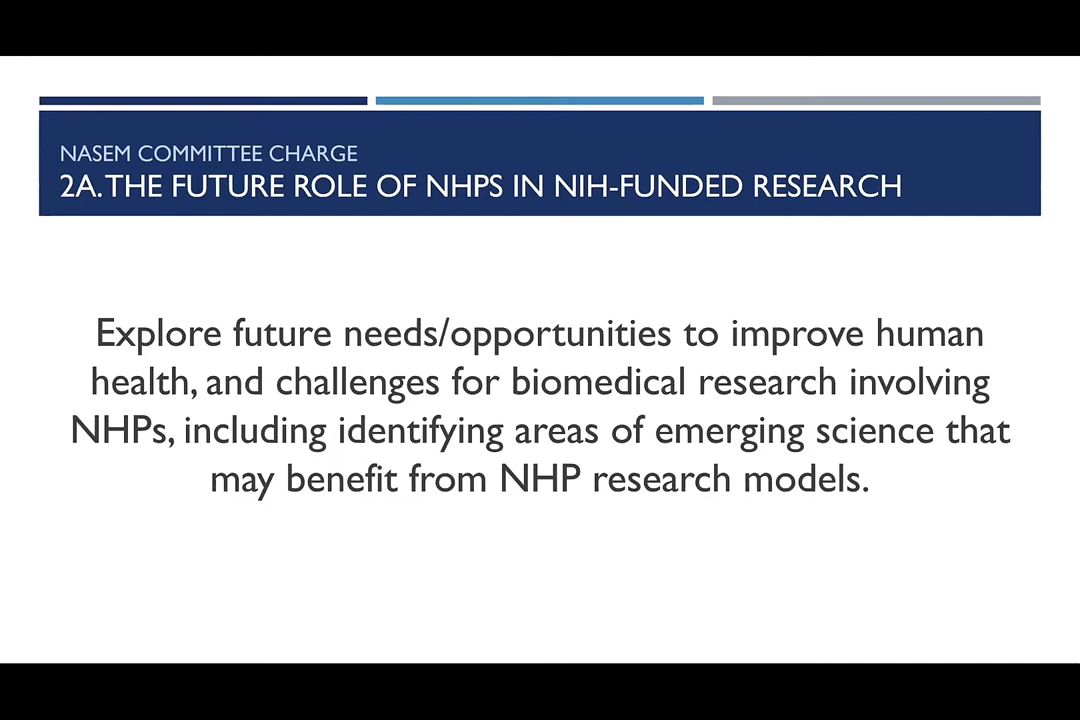 NASEM COMMITTEE CHARGE
2A. THE FUTURE ROLE OF NHPS IN NIH-FUNDED RESEARCH
Explore future needs/opportunities to improve human
health, and challenges for biomedical research involving
NHPs, including identifying areas of emerging science that
may benefit from NHP research models.